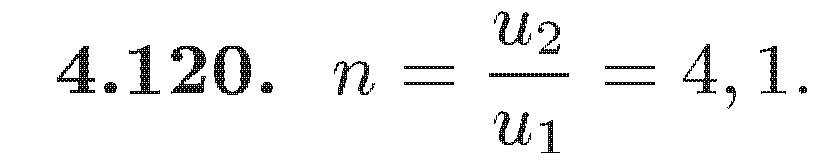 4.120. n = u₂/u₁ = 4, 1.